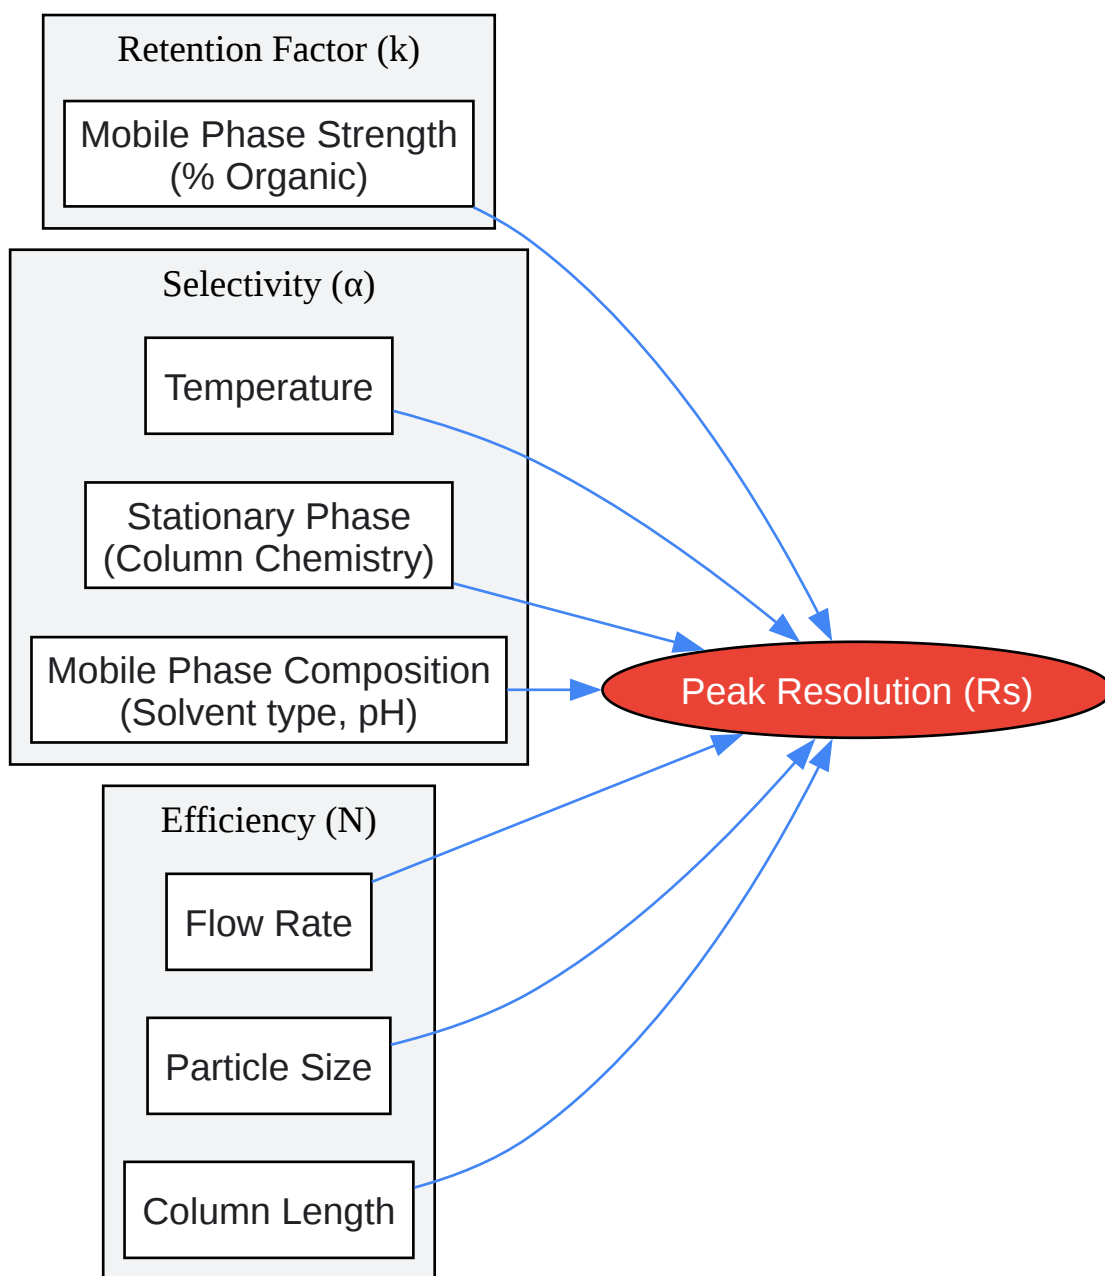 Retention Factor (k)
Mobile Phase Strength
(% Organic)
Selectivity (α)
Temperature
Stationary Phase
(Column Chemistry)
Mobile Phase Composition
(Solvent type, pH)
Peak Resolution (Rs)
Efficiency (N)
Flow Rate
Particle Size
Column Length